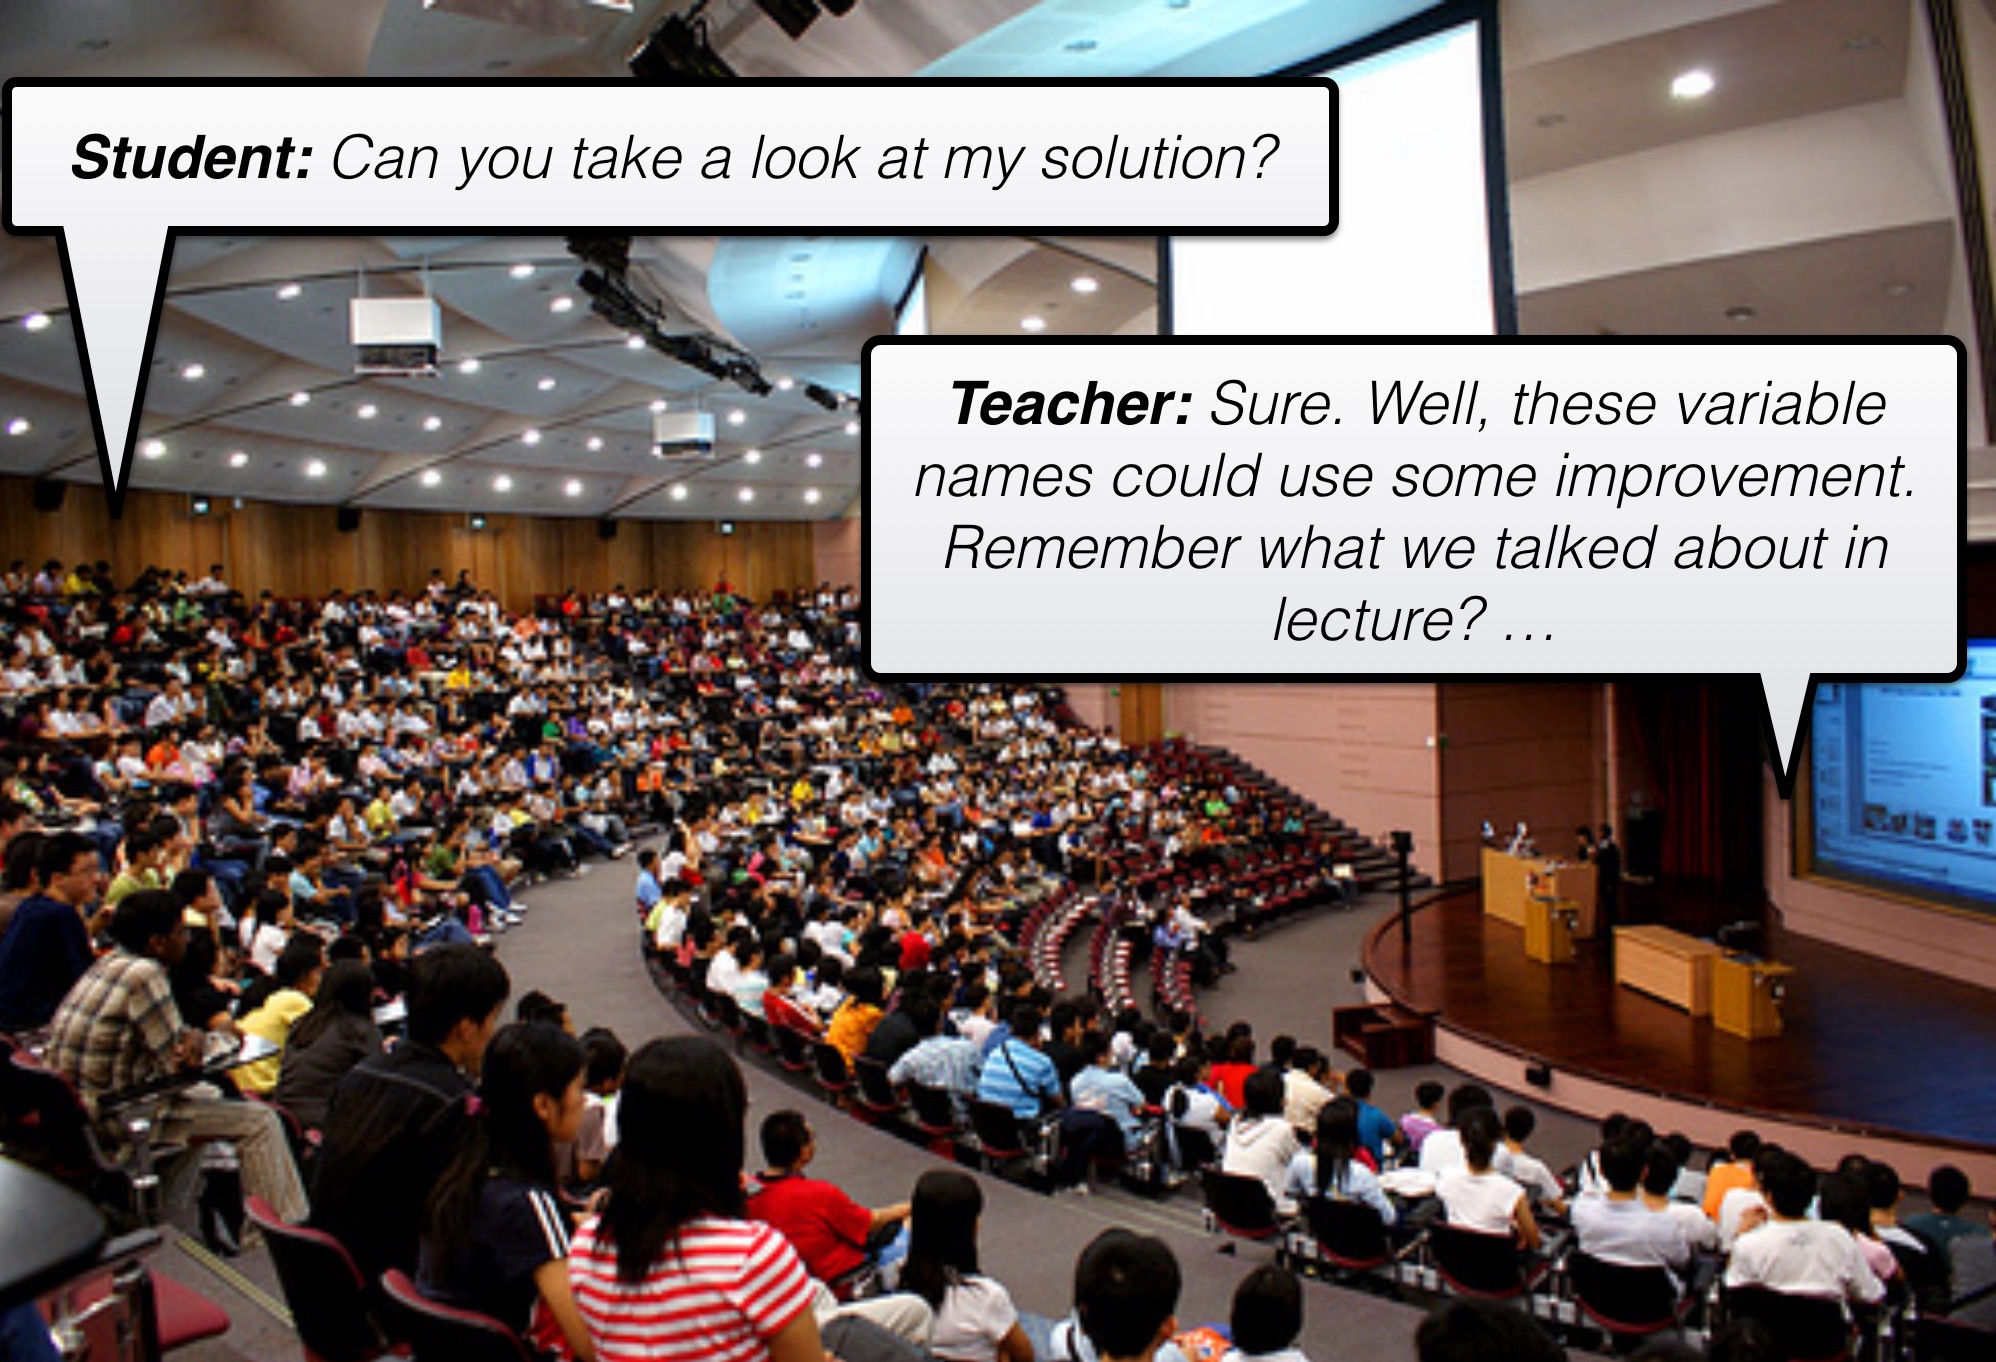 Student: Can you take a look at my solution?
Teacher: Sure. Well, these variable
names could use some improvement.
Remember what we talked about in
lecture? …